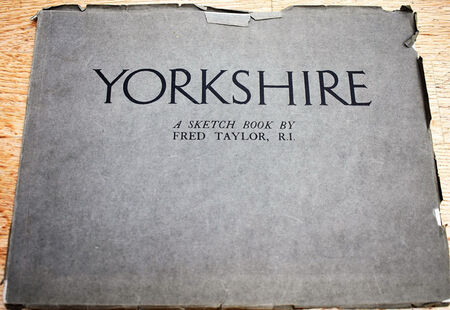 YORKSHIRE
A SKETCH BOOK BY
FRED TAYLOR, R.I.